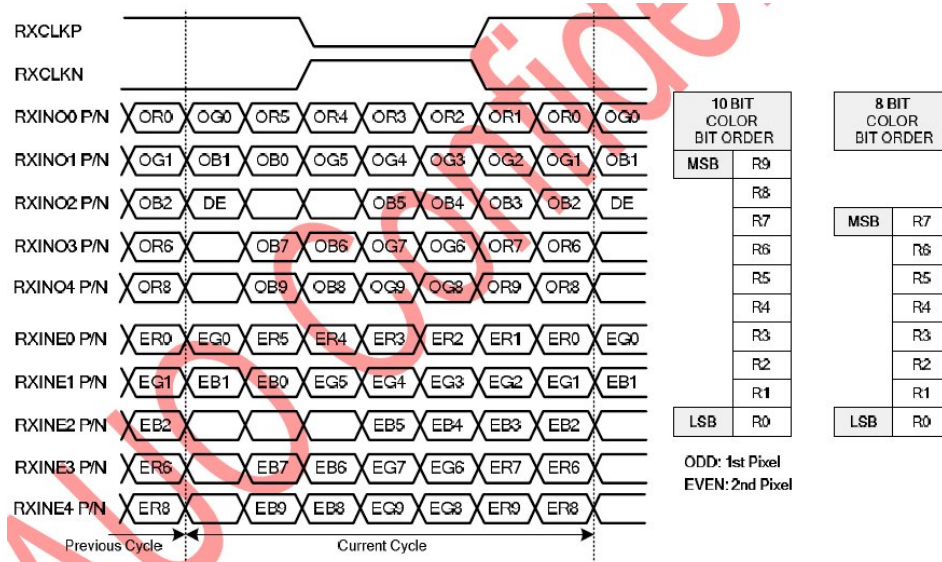 RXCLKP
RXCLKN
RXINO0 P/N OR0 OG0 OR5 OR4 OR3 OR2 OR1 OR0 OG0
RXINO1 P/N OG1 OB1 OB0 OG5 OG4 OG3 OG2 OG1 OB1
RXINO2 P/N OB2 DE OB5 OB4 OB3 OB2 DE
RXINO3 P/N OR6 OB7 OB6 OG7 OG6 OR7 OR6
RXINO4 P/N OR8 OB9 OB8 OG9 OG8 OR9 OR8
RXINE0 P/N ER0 EG0 ER5 ER4 ER3 ER2 ER1 ER0 EG0
RXINE1 P/N EG1 EB1 EB0 EG5 EG4 EG3 EG2 EG1 EB1
RXINE2 P/N EB2 EB5 EB4 EB3 EB2
RXINE3 P/N ER6 EB7 EB6 EG7 EG6 ER7 ER6
RXINE4 P/N ER8 EB9 EB8 EG9 EG8 ER9 ER8
Previous Cycle Current Cycle
10 BIT
COLOR
BIT ORDER
MSB R9
R8
R7
R6
R5
R4
R3
R2
R1
LSB R0
ODD: 1st Pixel
EVEN: 2nd Pixel
8 BIT
COLOR
BIT ORDER
MSB R7
R6
R5
R4
R3
R2
R1
LSB R0
AUO Confide